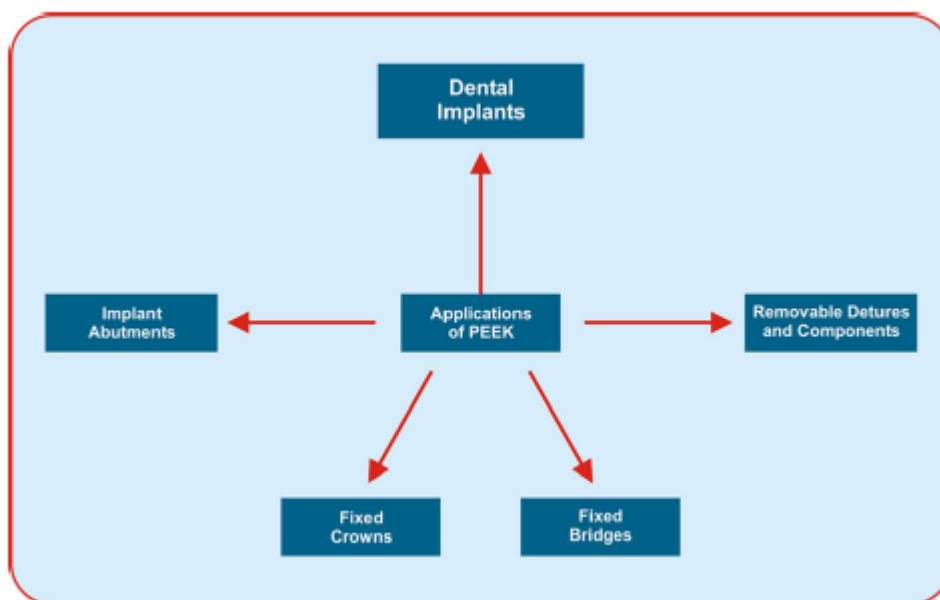 Dental
Implants
Implant
Abutments
Applications
of PEEK
Removable Detures
and Components
Fixed
Crowns
Fixed
Bridges